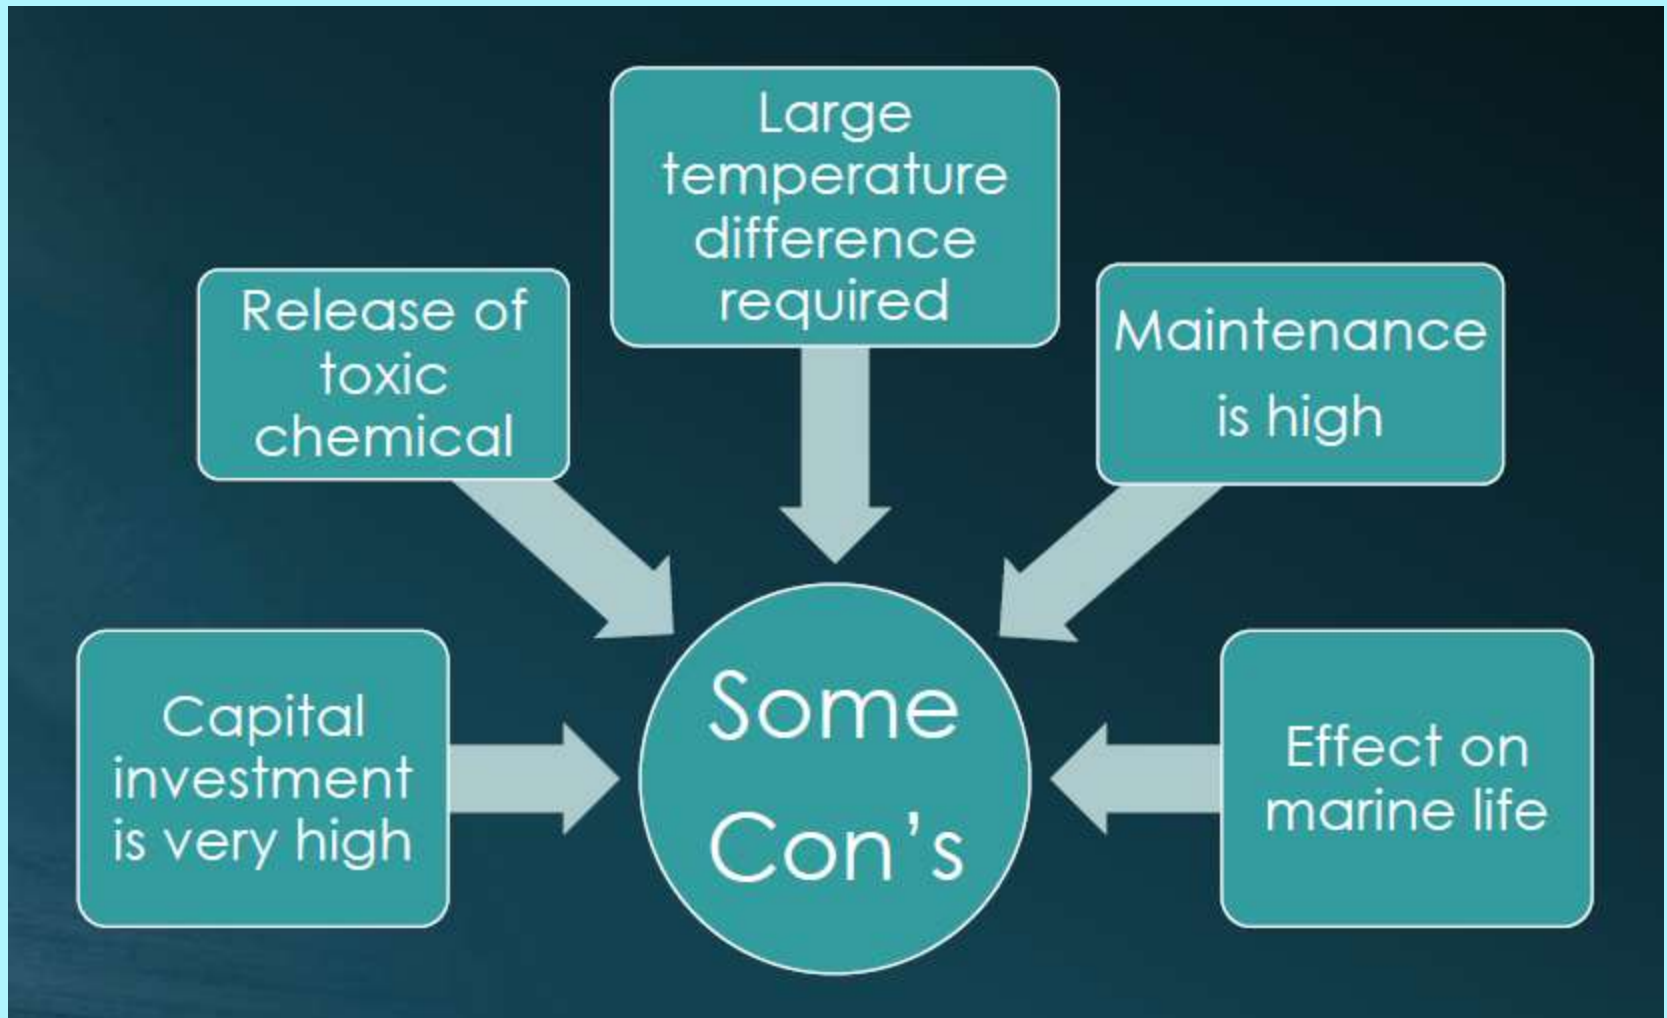 Large
temperature
difference
required
Release of
toxic
chemical
Maintenance
is high
Capital
investment
is very high
Some
Con’s
Effect on
marine life